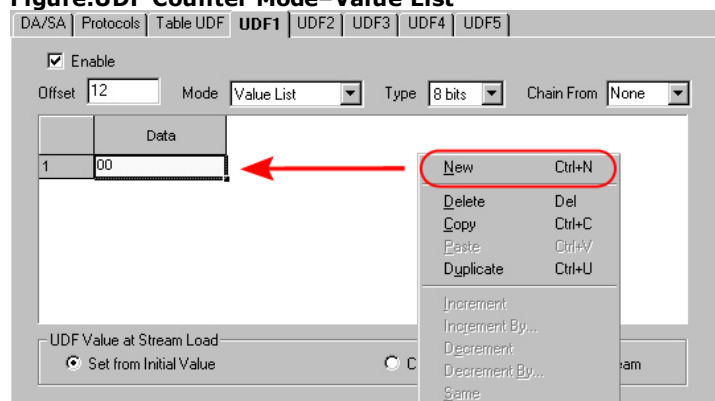 Figure:UDF Counter Mode–Value List
DA/SA Protocols Table UDF UDF1 UDF2 UDF3 UDF4 UDF5
Enable
Offset 12 Mode Value List Type 8 bits Chain From None
Data
1 00
New Ctrl+N
Delete Del
Copy Ctrl+C
Paste Ctrl+V
Duplicate Ctrl+U
Increment
Increment By...
Decrement
Decrement By...
Same
UDF Value at Stream Load
Set from Initial Value